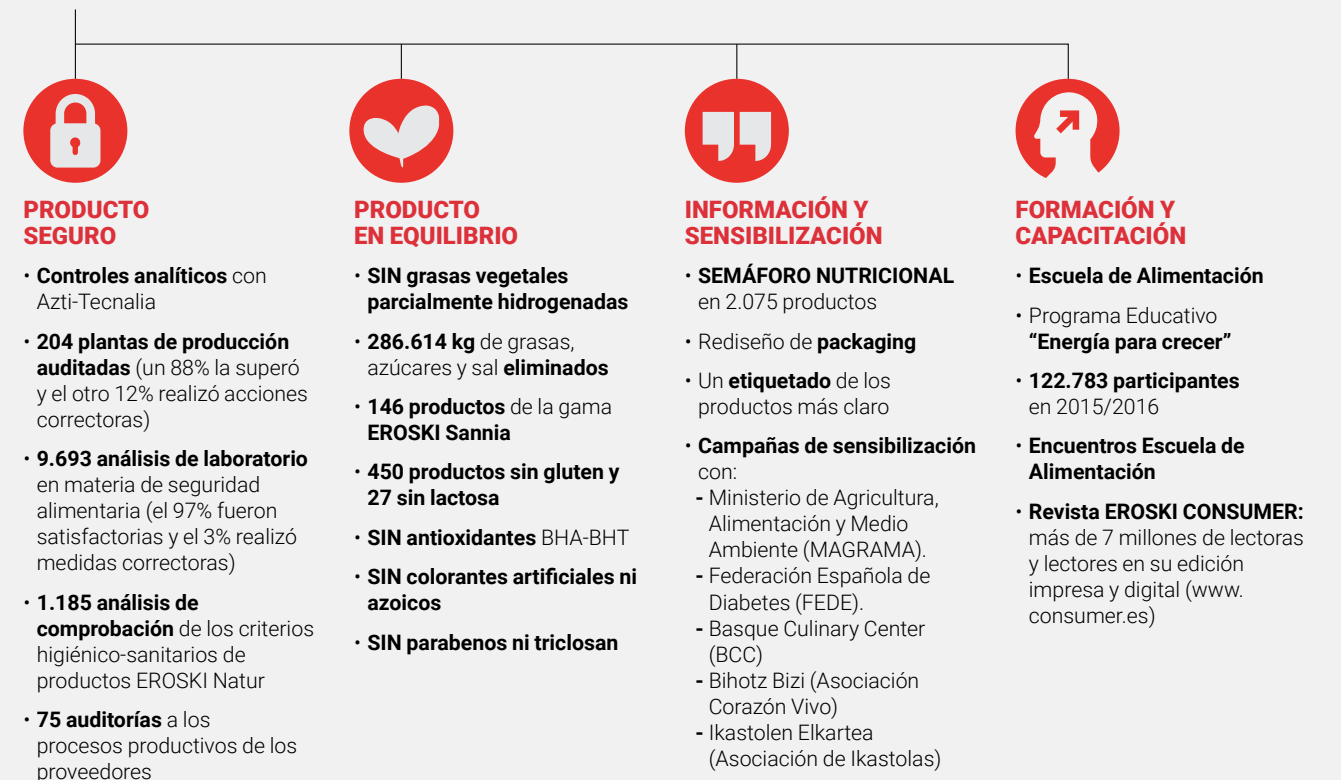 PRODUCTO
SEGURO
· Controles analíticos con
Azti-Tecnalia
· 204 plantas de producción
auditadas (un 88% la superó
y el otro 12% realizó acciones
correctoras)
· 9.693 análisis de laboratorio
en materia de seguridad
alimentaria (el 97% fueron
satisfactorias y el 3% realizó
medidas correctoras)
· 1.185 análisis de
comprobación de los criterios
higiénico-sanitarios de
productos EROSKI Natur
· 75 auditorías a los
procesos productivos de los
proveedores
PRODUCTO
EN EQUILIBRIO
· SIN grasas vegetales
parcialmente hidrogenadas
· 286.614 kg de grasas,
azúcares y sal eliminados
· 146 productos de la gama
EROSKI Sannia
· 450 productos sin gluten y
27 sin lactosa
· SIN antioxidantes BHA-BHT
· SIN colorantes artificiales ni
azoicos
· SIN parabenos ni triclosan
INFORMACIÓN Y
SENSIBILIZACIÓN
· SEMÁFORO NUTRICIONAL
en 2.075 productos
· Rediseño de packaging
· Un etiquetado de los
productos más claro
· Campañas de sensibilización
con:
- Ministerio de Agricultura,
Alimentación y Medio
Ambiente (MAGRAMA).
- Federación Española de
Diabetes (FEDE).
- Basque Culinary Center
(BCC)
- Bihotz Bizi (Asociación
Corazón Vivo)
- Ikastolen Elkartea
(Asociación de Ikastolas)
FORMACIÓN Y
CAPACITACIÓN
· Escuela de Alimentación
· Programa Educativo
“Energía para crecer”
· 122.783 participantes
en 2015/2016
· Encuentros Escuela de
Alimentación
· Revista EROSKI CONSUMER:
más de 7 millones de lectoras
y lectores en su edición
impresa y digital (www.
consumer.es)